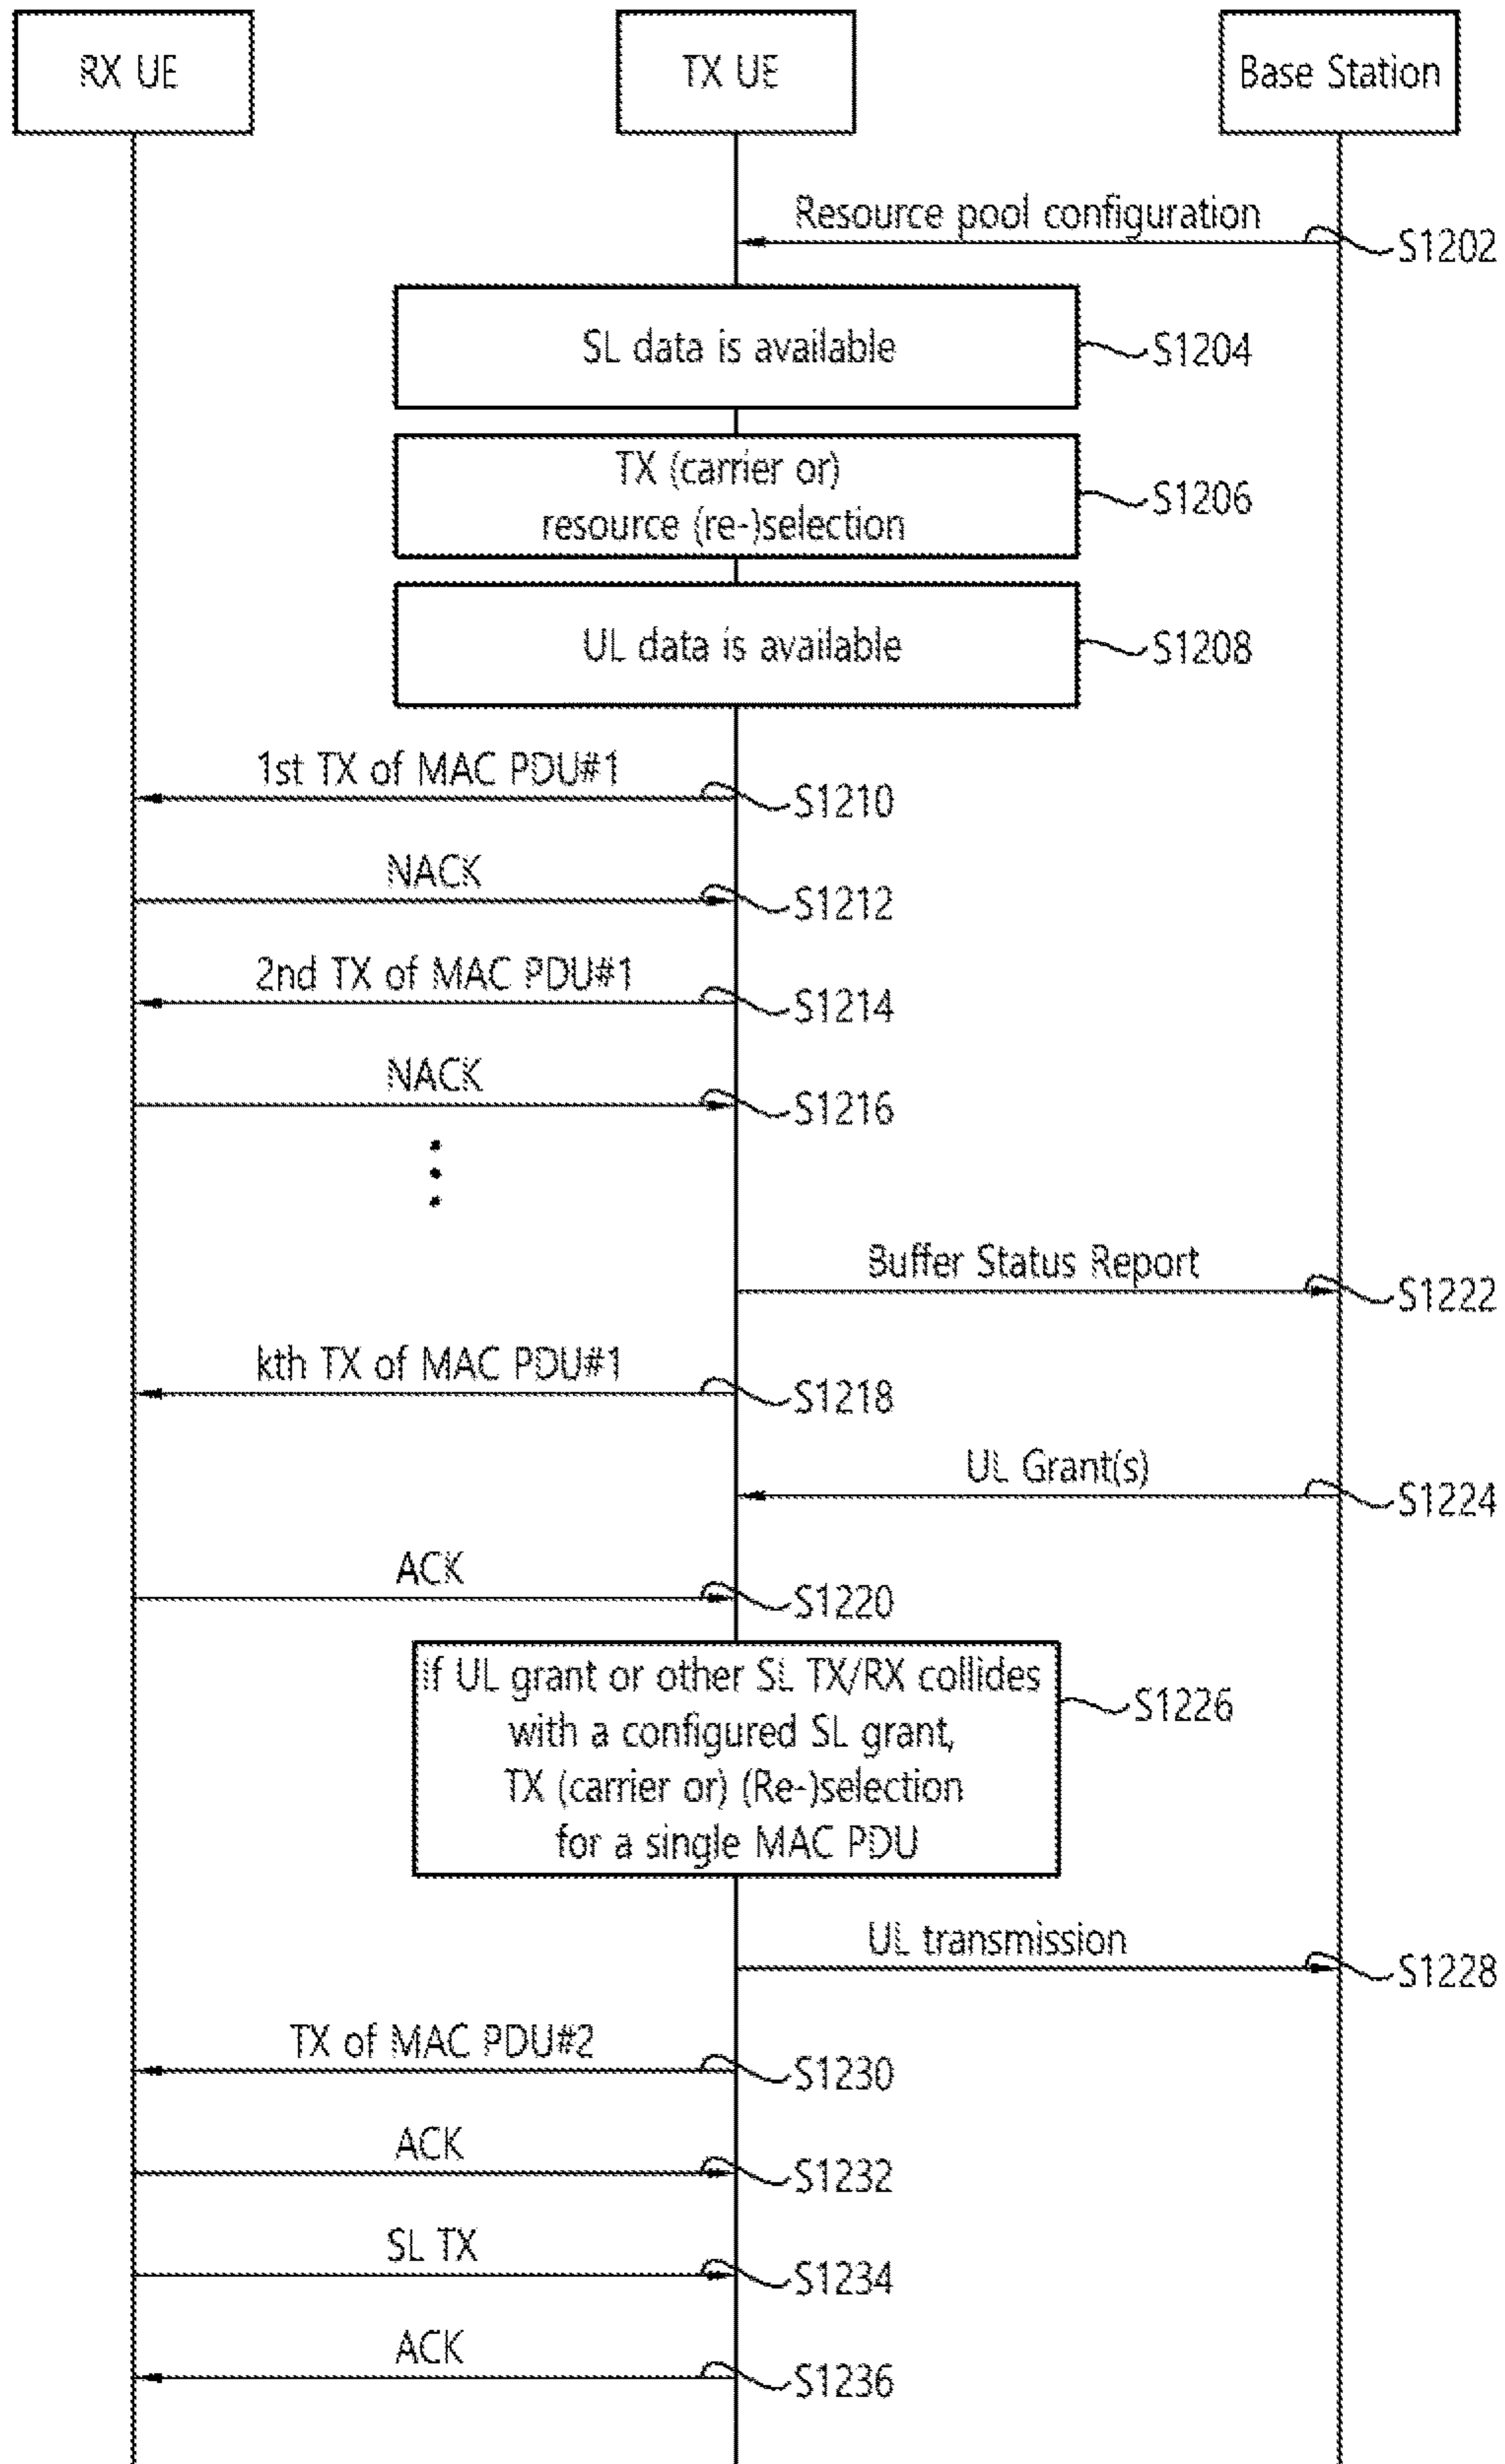 RX UE
TX UE
Base Station
Resource pool configuration
S1202
SL data is available
S1204
TX (carrier or)
resource (re-)selection
S1206
UL data is available
S1208
1st TX of MAC PDU#1
S1210
NACK
S1212
2nd TX of MAC PDU#1
S1214
NACK
S1216
Buffer Status Report
S1222
kth TX of MAC PDU#1
S1218
UL Grant(s)
S1224
ACK
S1220
If UL grant or other SL TX/RX collides
with a configured SL grant,
TX (carrier or) (Re-)selection
for a single MAC PDU
S1226
UL transmission
S1228
TX of MAC PDU#2
S1230
ACK
S1232
SL TX
S1234
ACK
S1236